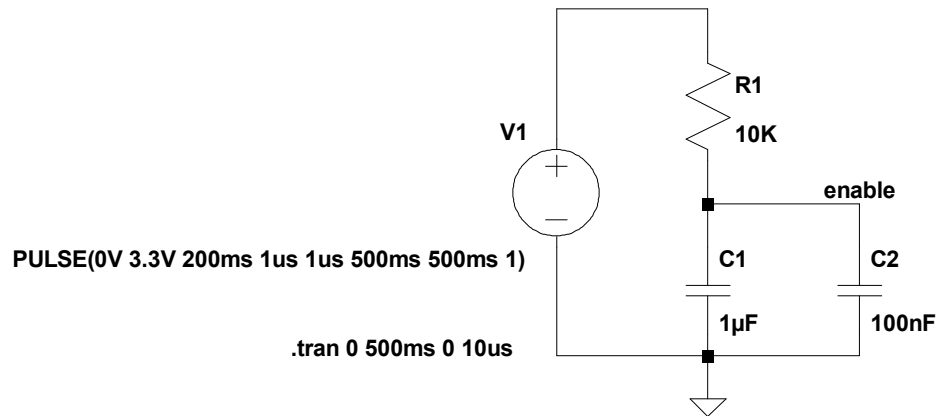 R1
V1
10K
enable
PULSE(0V 3.3V 200ms 1us 1us 500ms 500ms 1)
C1
C2
1µF
100nF
.tran 0 500ms 0 10us